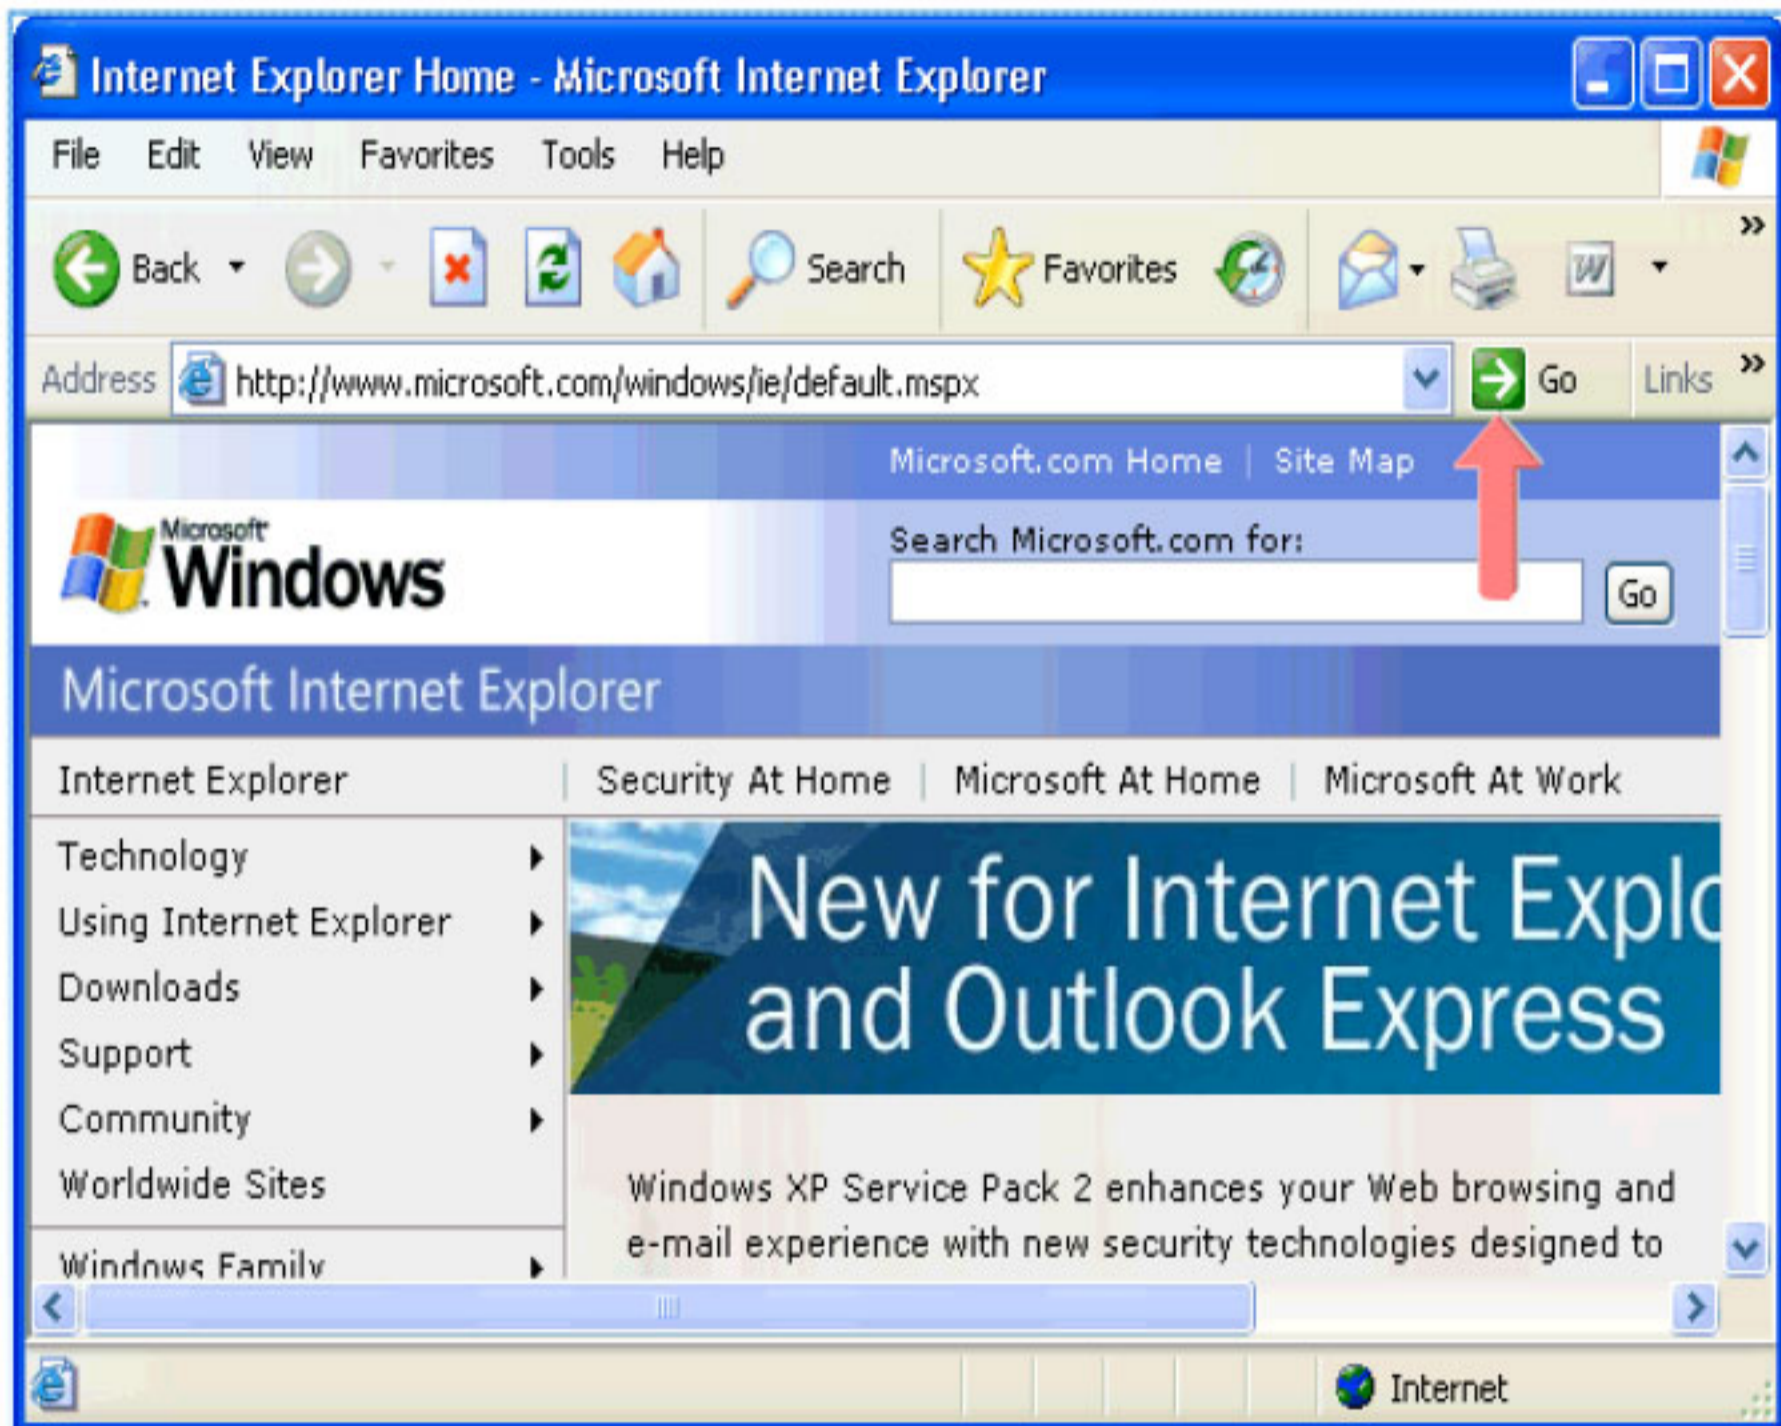 Internet Explorer Home - Microsoft Internet Explorer
File Edit View Favorites Tools Help
Back Search Favorites W
Address http://www.microsoft.com/windows/ie/default.mspx Go Links
Microsoft.com Home | Site Map
Microsoft
Windows
Search Microsoft.com for:
Go
Microsoft Internet Explorer
Internet Explorer | Security At Home | Microsoft At Home | Microsoft At Work
Technology
Using Internet Explorer
Downloads
Support
Community
Worldwide Sites
Windows Family
New for Internet Explo
and Outlook Express
Windows XP Service Pack 2 enhances your Web browsing and
e-mail experience with new security technologies designed to
Internet